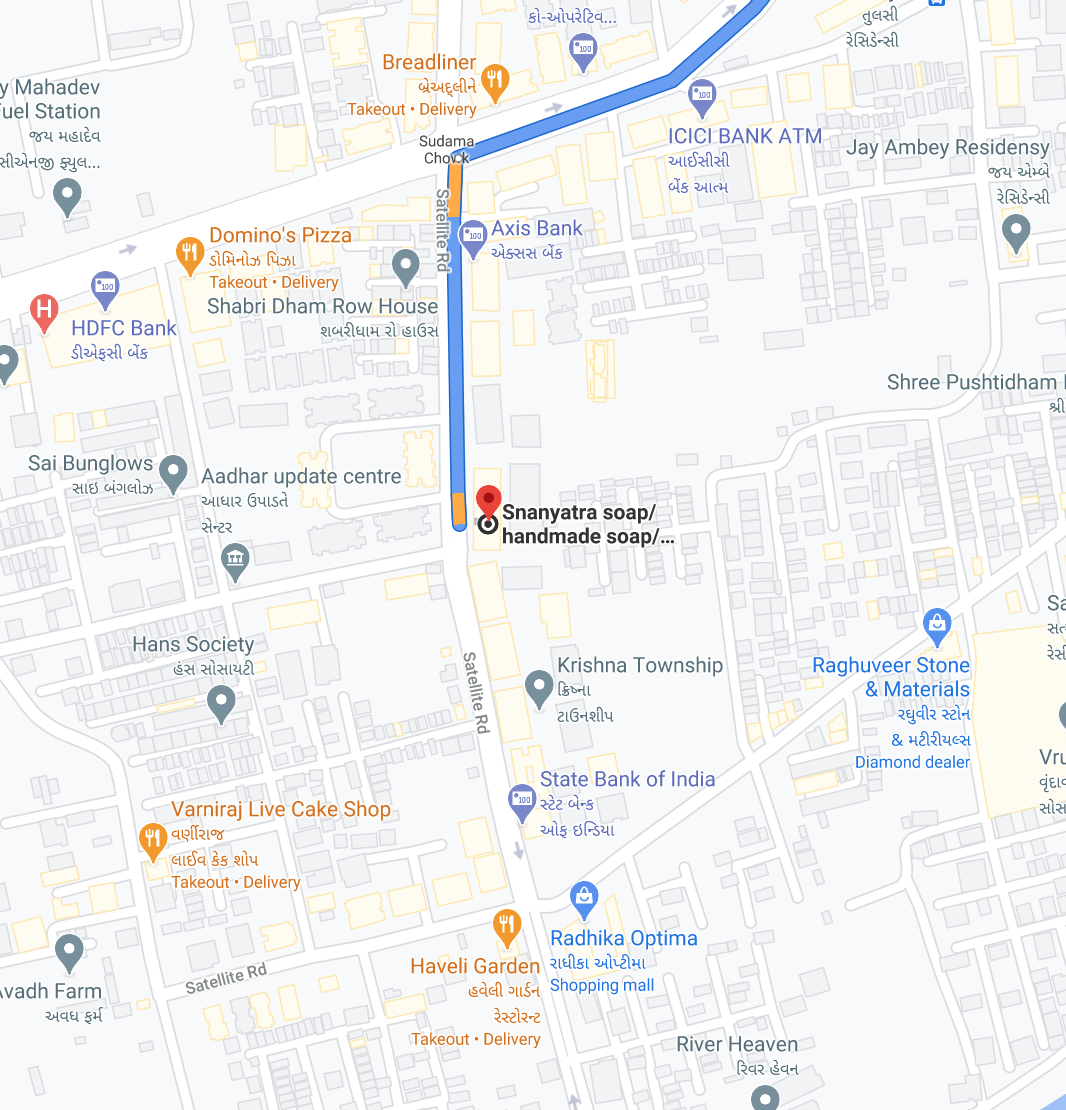 કો-ઓપરેટિવ...
તુલસી
રેસિડેન્સી
Breadliner
બ્રેઅદ્લીને
Takeout • Delivery
y Mahadev
Fuel Station
જય મહાદેવ
સીએનજી ફ્યુલ...
Sudama
Chowk
ICICI BANK ATM
આઈસીસી
બેંક આત્મ
Jay Ambey Residensy
જય એમ્બે
રેસિડેન્સી
Satellite Rd
Axis Bank
એક્સસ બેંક
Domino's Pizza
ડોમિનોઝ પિઝા
Takeout • Delivery
Shabri Dham Row House
શબરીધામ રો હાઉસ
H
HDFC Bank
ડીએફસી બેંક
Shree Pushtidham
શ્રી
Sai Bunglows
સાઇ બંગલોઝ
Aadhar update centre
આધાર ઉપાડતે
સેન્ટર
Snanyatra soap/
handmade soap/...
Hans Society
હંસ સોસાયટી
Satellite Rd
Krishna Township
ક્રિષ્ના
ટાઉનશીપ
Raghuveer Stone
& Materials
રઘુવીર સ્ટોન
& મટીરીયલ્સ
Diamond dealer
State Bank of India
સ્ટેટ બેન્ક
ઓફ ઇન્ડિયા
Varniraj Live Cake Shop
વર્ણીરાજ
લાઈવ કેક શોપ
Takeout • Delivery
Radhika Optima
રાધીકા ઓપ્ટીમા
Shopping mall
Haveli Garden
હવેલી ગાર્ડન
રેસ્ટોરન્ટ
Takeout • Delivery
Satellite Rd
Avadh Farm
અવધ ફર્મ
River Heaven
રિવર હેવન